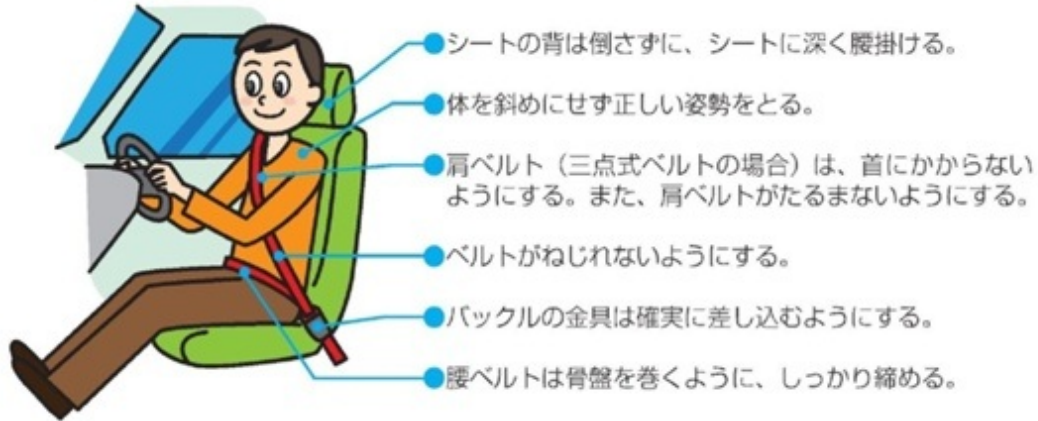 ●シートの背は倒さずに、シートに深く腰掛ける。
●体を斜めにせず正しい姿勢をとる。
●肩ベルト（三点式ベルトの場合）は、首にかからない
ようにする。また、肩ベルトがたるまないようにする。
●ベルトがねじれないようにする。
●バックルの金具は確実に差し込むようにする。
●腰ベルトは骨盤を巻くように、しっかり締める。